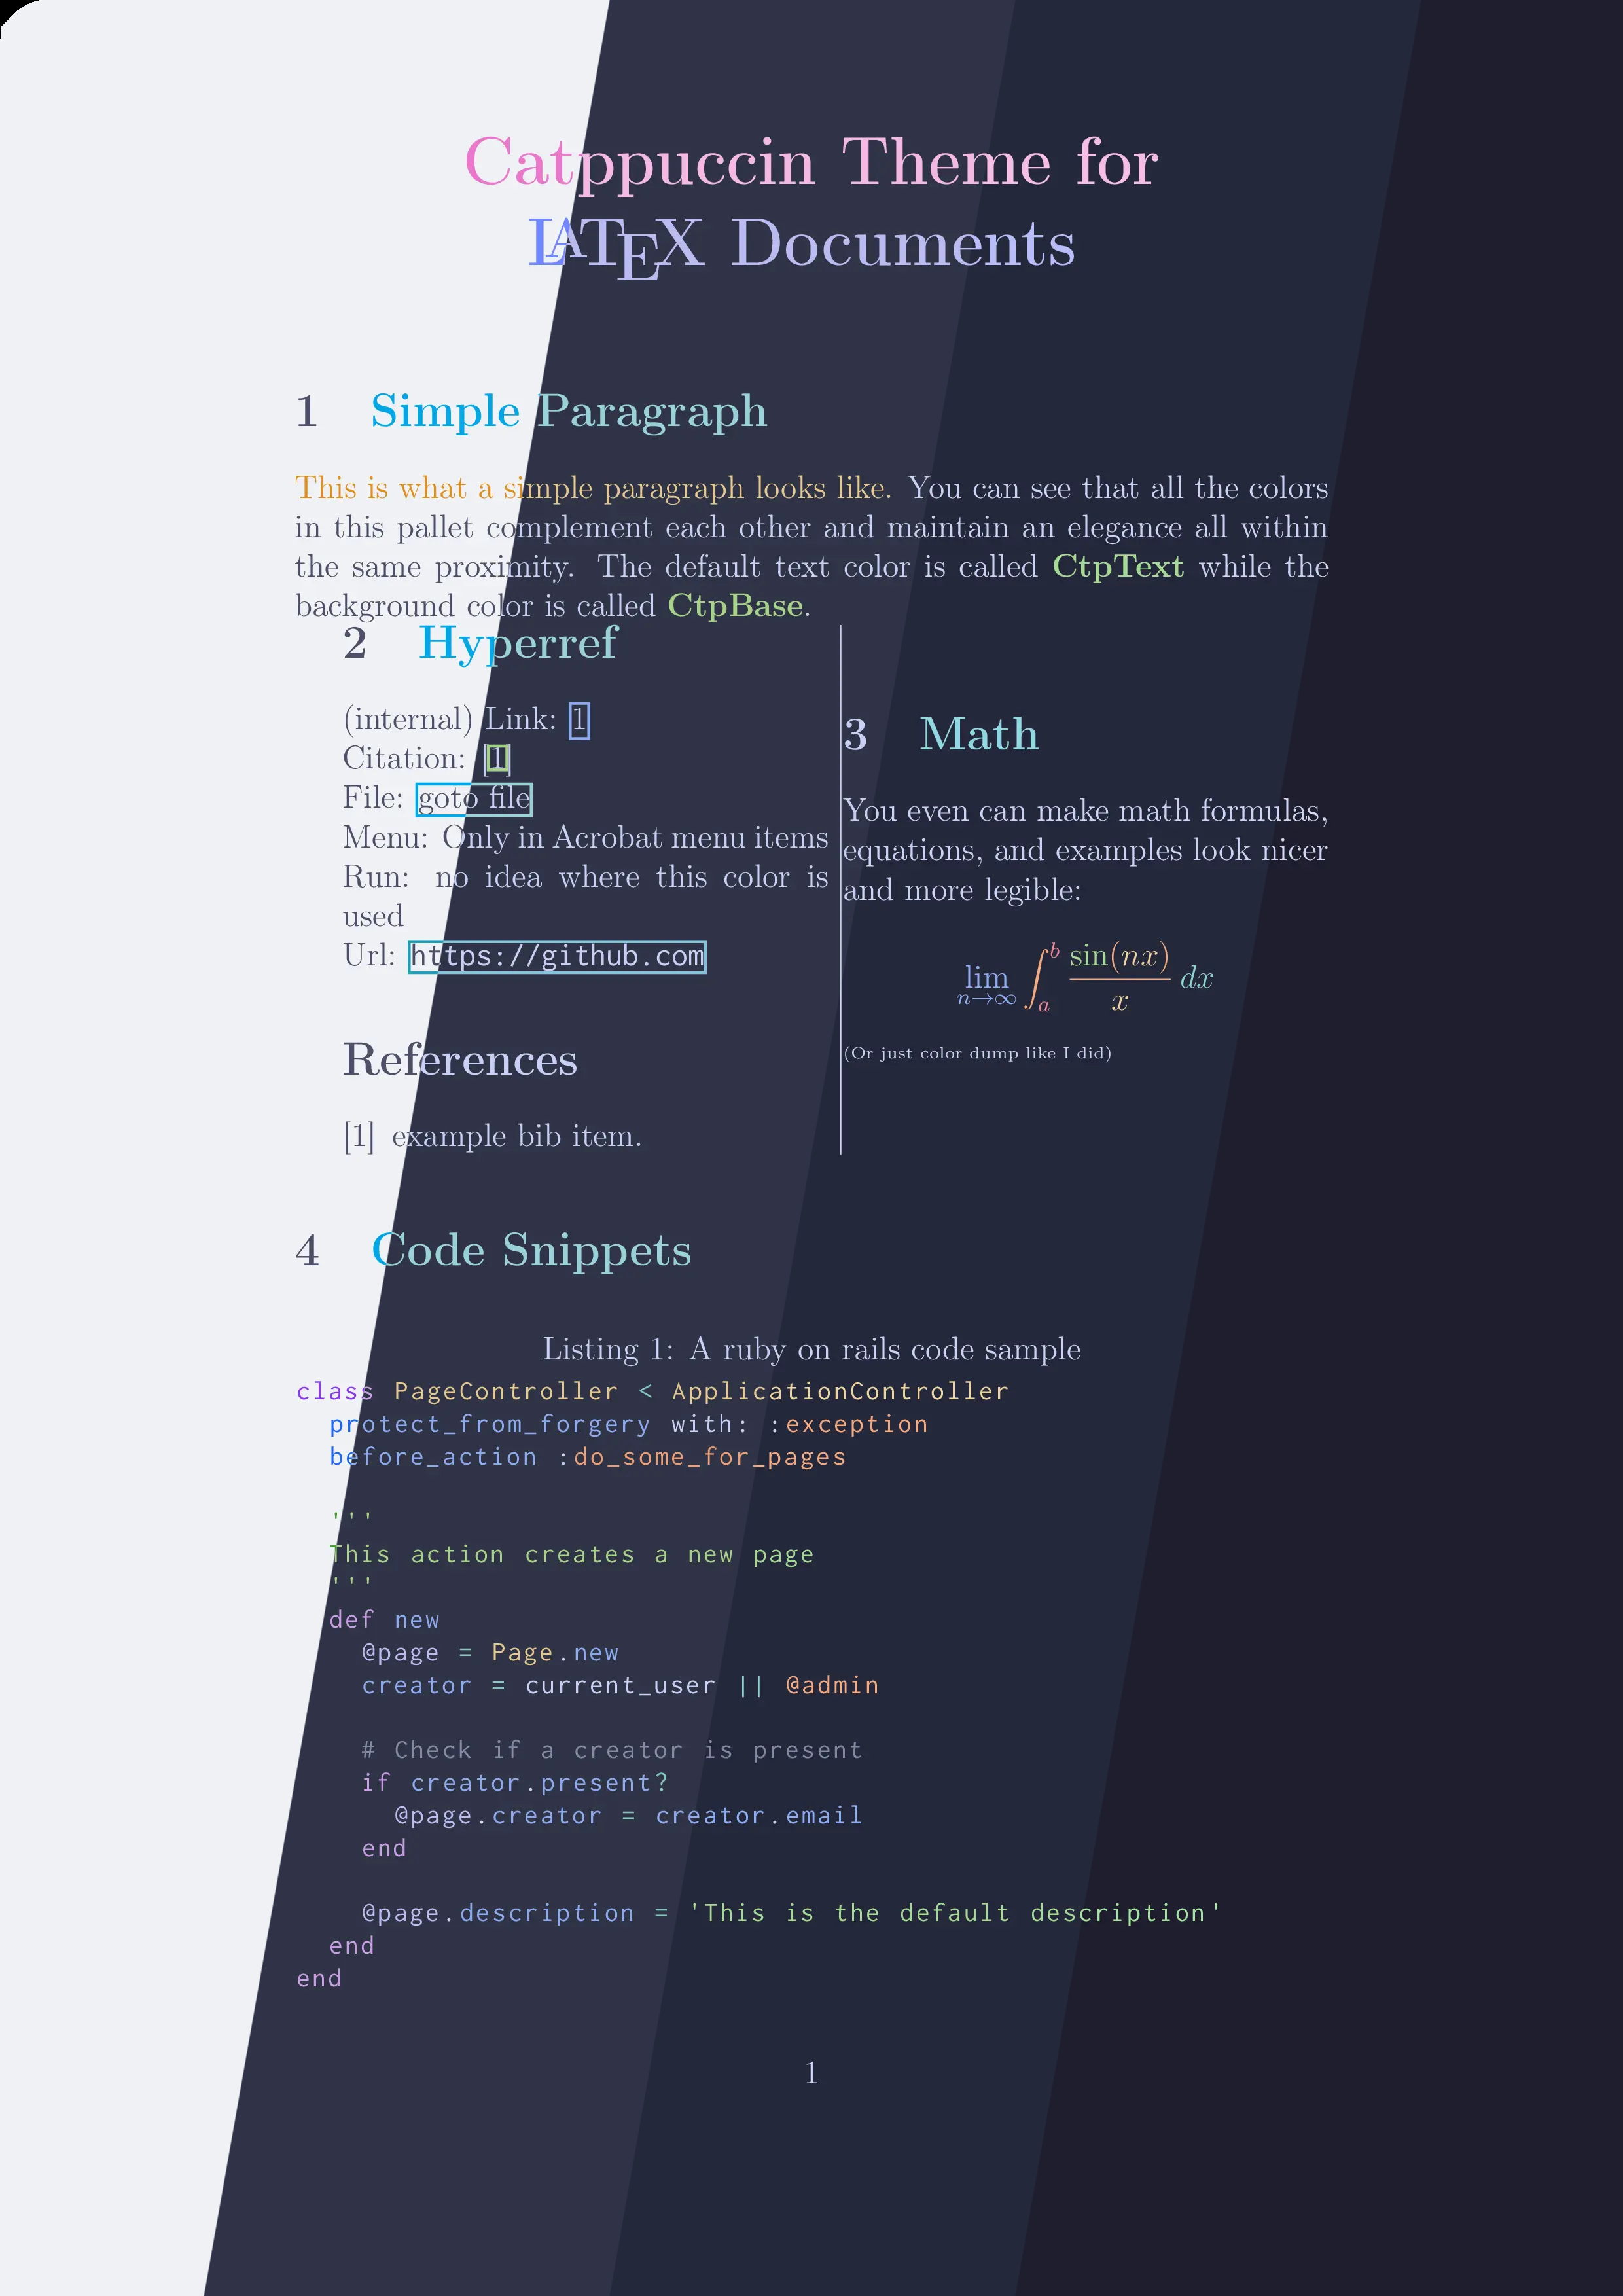 Catppuccin Theme for
LATEX Documents
1 Simple Paragraph
This is what a simple paragraph looks like. You can see that all the colors
in this pallet complement each other and maintain an elegance all within
the same proximity. The default text color is called CtpText while the
background color is called CtpBase.
2 Hyperref
(internal) Link: 1
Citation: [1]
File: goto file
Menu: Only in Acrobat menu items
Run: no idea where this color is
used
Url: https://github.com
References
[1] example bib item.
3 Math
You even can make math formulas,
equations, and examples look nicer
and more legible:
lim_{n→∞} ∫_a^b sin(nx)/x dx
(Or just color dump like I did)
4 Code Snippets
Listing 1: A ruby on rails code sample
class PageController < ApplicationController
  protect_from_forgery with: :exception
  before_action :do_some_for_pages
  '''
  This action creates a new page
  '''
  def new
    @page = Page.new
    creator = current_user || @admin
    # Check if a creator is present
    if creator.present?
      @page.creator = creator.email
    end
    @page.description = 'This is the default description'
  end
end
1